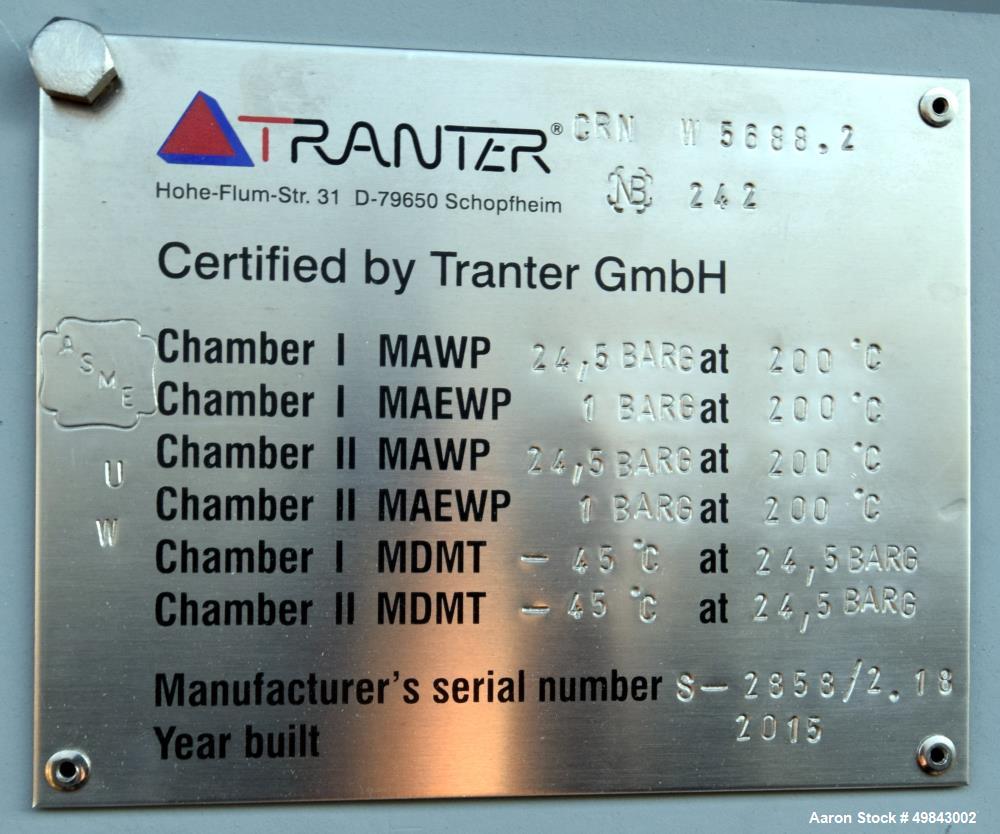 TRANTER® CRN W 5688.2
NB 242
Hohe-Flum-Str. 31 D-79650 Schopfheim
Certified by Tranter GmbH
ASME
U
W
Chamber I MAWP 24,5 BARG at 200 °C
Chamber I MAEWP 1 BARG at 200 °C
Chamber II MAWP 24,5 BARG at 200 °C
Chamber II MAEWP 1 BARG at 200 °C
Chamber I MDMT - 45 °C at 24,5 BARG
Chamber II MDMT - 45 °C at 24,5 BARG
Manufacturer's serial number S-2858/2.18
Year built 2015
Aaron Stock # 49843002